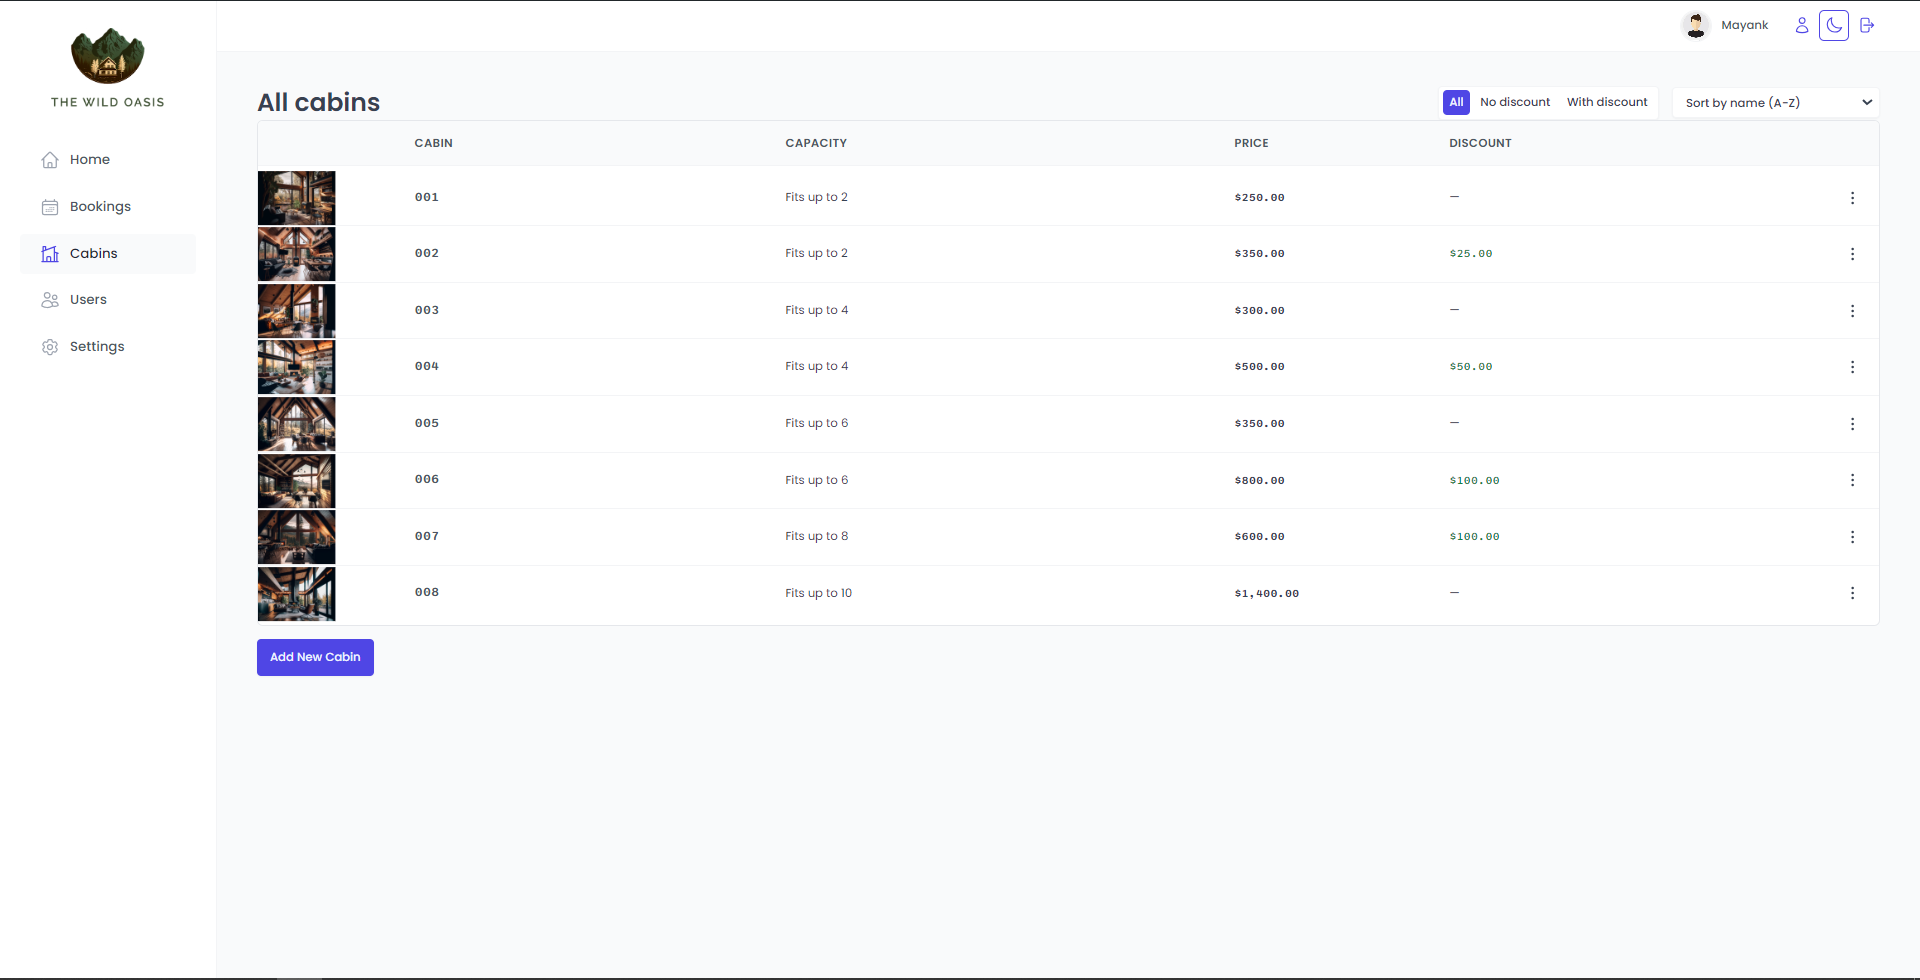 THE WILD OASIS
Home
Bookings
Cabins
Users
Settings
Mayank
All cabins
All No discount With discount
Sort by name (A-Z)
CABIN CAPACITY PRICE DISCOUNT
001 Fits up to 2 $250.00 —
002 Fits up to 2 $350.00 $25.00
003 Fits up to 4 $300.00 —
004 Fits up to 4 $500.00 $50.00
005 Fits up to 6 $350.00 —
006 Fits up to 6 $800.00 $100.00
007 Fits up to 8 $600.00 $100.00
008 Fits up to 10 $1,400.00 —
Add New Cabin